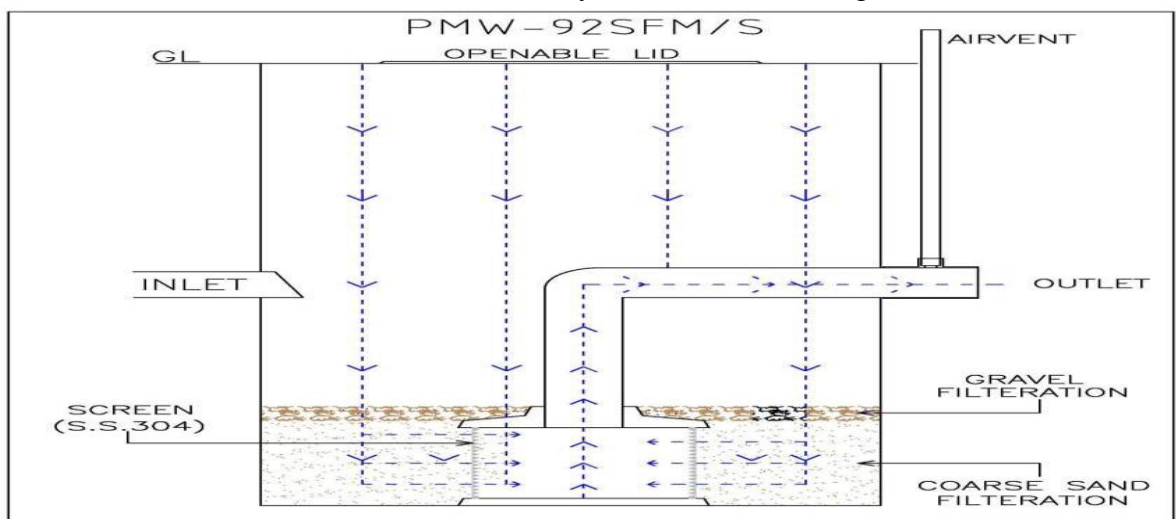 PMW-92SFM/S
AIRVENT
GL
OPENABLE LID
INLET
OUTLET
GRAVEL
FILTERATION
SCREEN
(S.S.304)
COARSE SAND
FILTERATION